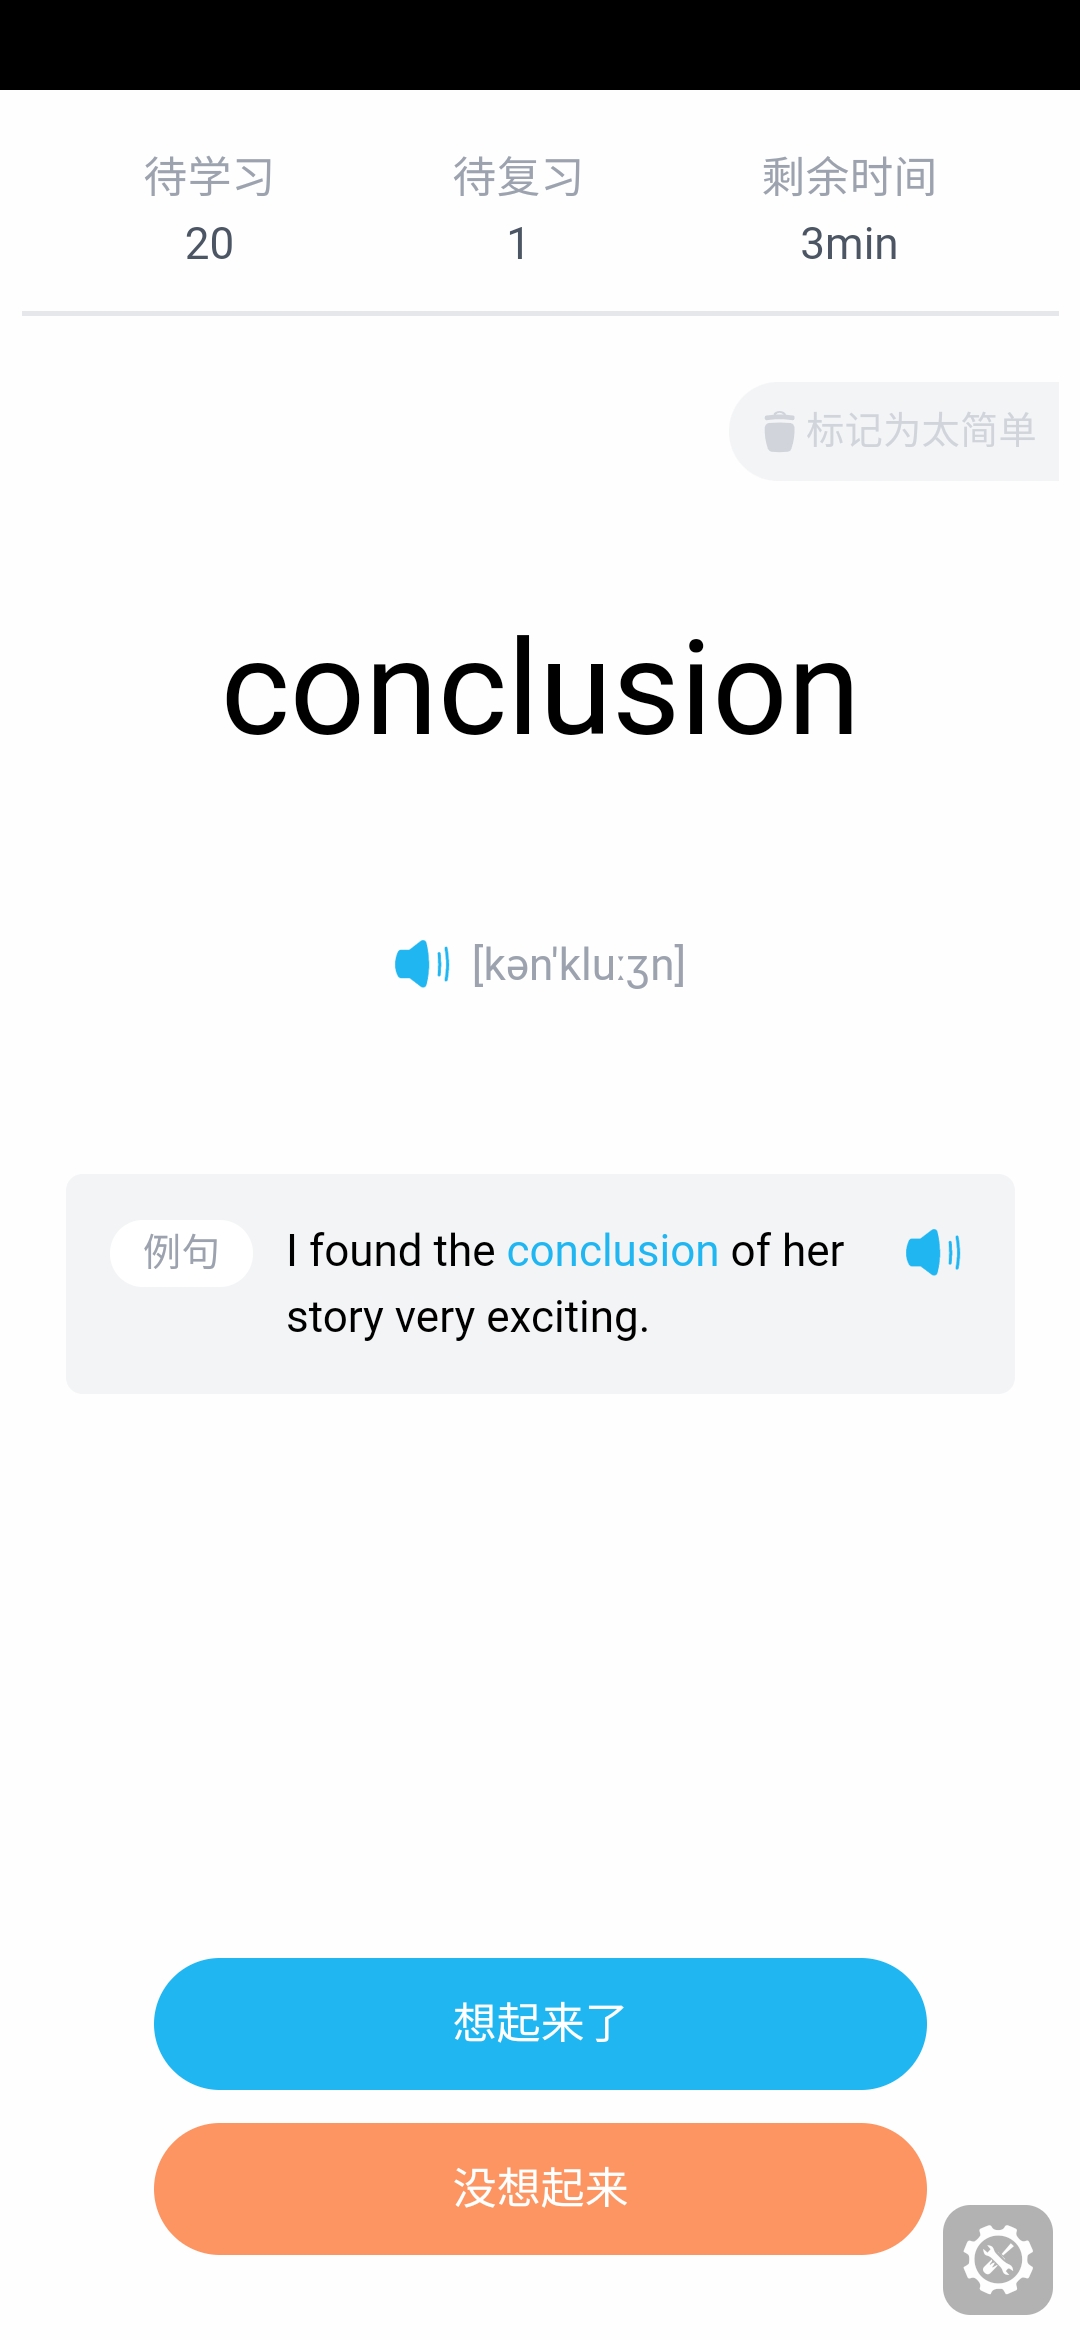 待学习 待复习 剩余时间
20 1 3min
标记为太简单
conclusion
[kən'kluːʒn]
例句 I found the conclusion of her
story very exciting.
想起来了
没想起来